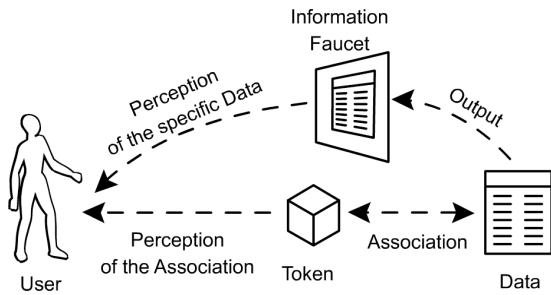 Information
Faucet
Perception
of the specific Data
Output
Perception
of the Association
Association
User
Token
Data